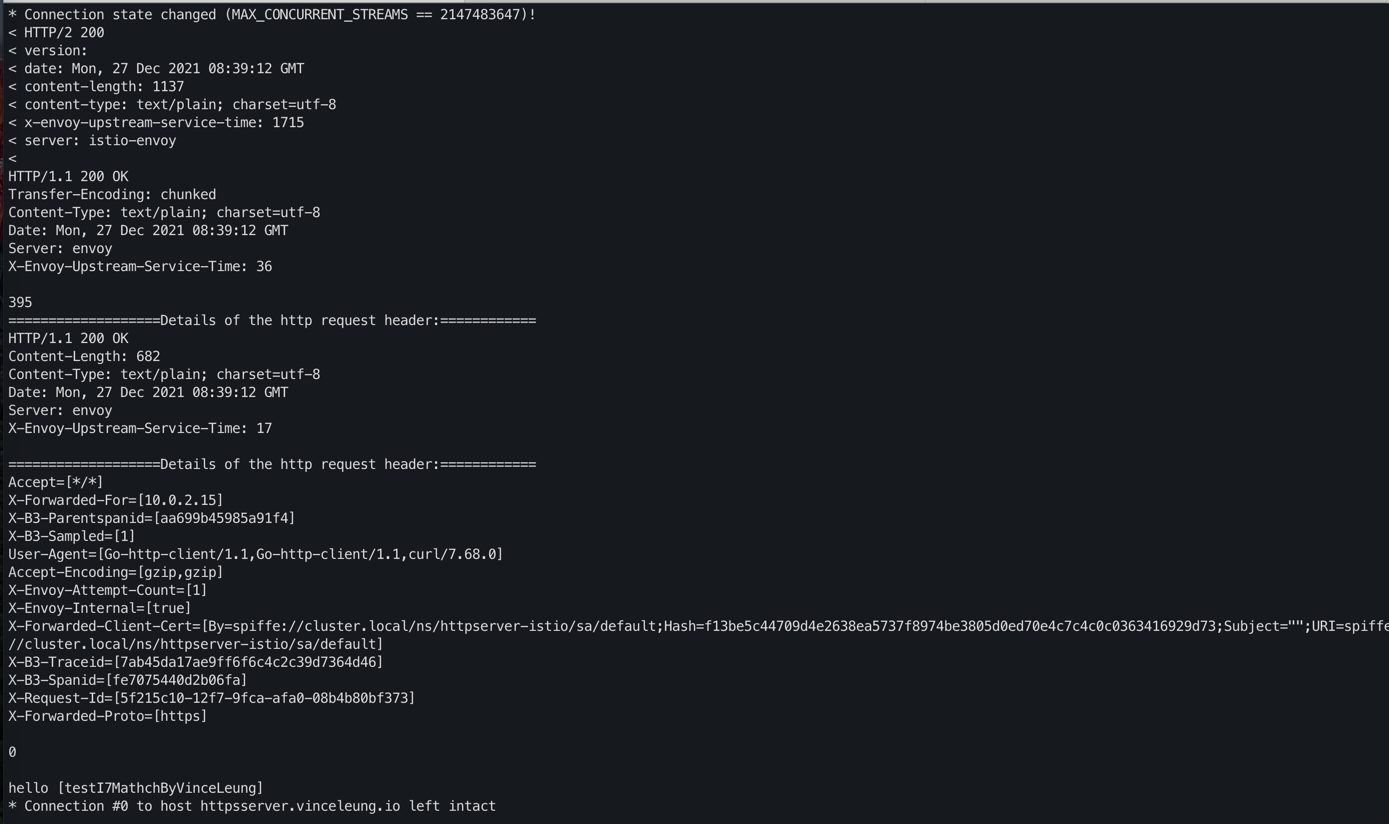 * Connection state changed (MAX_CONCURRENT_STREAMS == 2147483647)!
< HTTP/2 200
< version:
< date: Mon, 27 Dec 2021 08:39:12 GMT
< content-length: 1137
< content-type: text/plain; charset=utf-8
< x-envoy-upstream-service-time: 1715
< server: istio-envoy
<
HTTP/1.1 200 OK
Transfer-Encoding: chunked
Content-Type: text/plain; charset=utf-8
Date: Mon, 27 Dec 2021 08:39:12 GMT
Server: envoy
X-Envoy-Upstream-Service-Time: 36

395
===================Details of the http request header:============
HTTP/1.1 200 OK
Content-Length: 682
Content-Type: text/plain; charset=utf-8
Date: Mon, 27 Dec 2021 08:39:12 GMT
Server: envoy
X-Envoy-Upstream-Service-Time: 17

===================Details of the http request header:============
Accept=[*/*]
X-Forwarded-For=[10.0.2.15]
X-B3-Parentspanid=[aa699b45985a91f4]
X-B3-Sampled=[1]
User-Agent=[Go-http-client/1.1,Go-http-client/1.1,curl/7.68.0]
Accept-Encoding=[gzip,gzip]
X-Envoy-Attempt-Count=[1]
X-Envoy-Internal=[true]
X-Forwarded-Client-Cert=[By=spiffe://cluster.local/ns/httpserver-istio/sa/default;Hash=f13be5c44709d4e2638ea5737f8974be3805d0ed70e4c7c4c0c0363416929d73;Subject="";URI=spiffe
//cluster.local/ns/httpserver-istio/sa/default]
X-B3-Traceid=[7ab45da17ae9ff6f6c4c2c39d7364d46]
X-B3-Spanid=[fe7075440d2b06fa]
X-Request-Id=[5f215c10-12f7-9fca-afa0-08b4b80bf373]
X-Forwarded-Proto=[https]

0

hello [testI7MathchByVinceLeung]
* Connection #0 to host httpsserver.vinceleung.io left intact